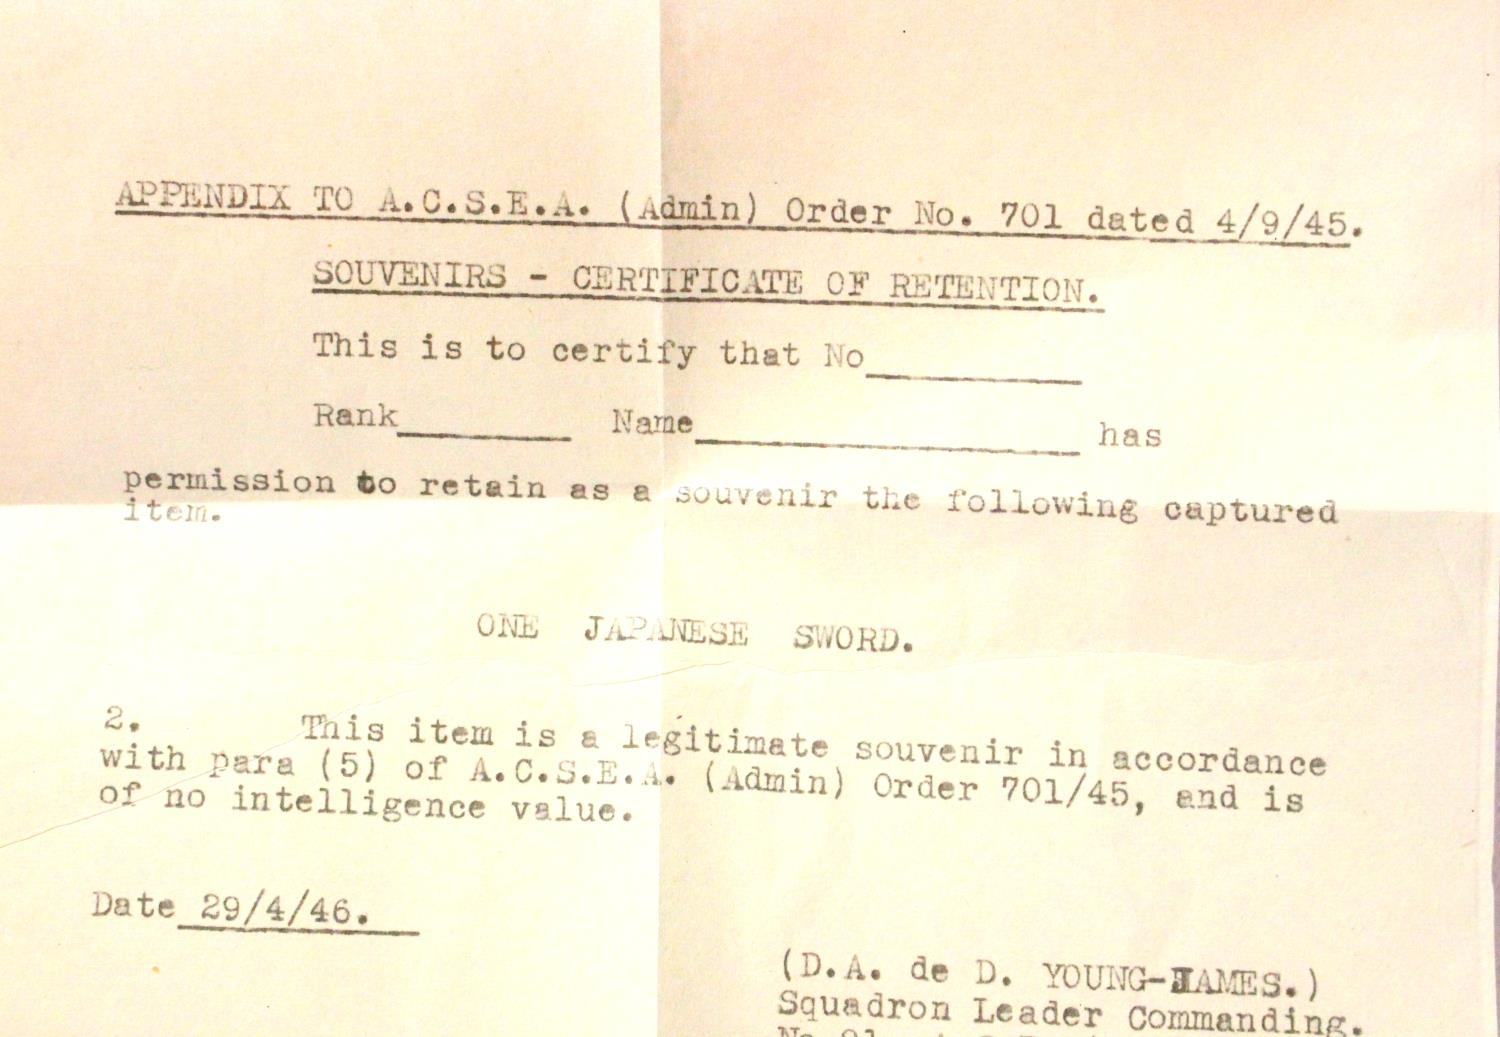 APPENDIX TO A.C.S.E.A. (Admin) Order No. 701 dated 4/9/45.
SOUVENIRS - CERTIFICATE OF RETENTION.
This is to certify that No
Rank Name has
permission to retain as a souvenir the following captured
item.
ONE JAPANESE SWORD.
2. This item is a legitimate souvenir in accordance
with para (5) of A.C.S.E.A. (Admin) Order 701/45, and is
of no intelligence value.
Date 29/4/46.
(D.A. de D. YOUNG-JAMES.)
Squadron Leader Commanding.